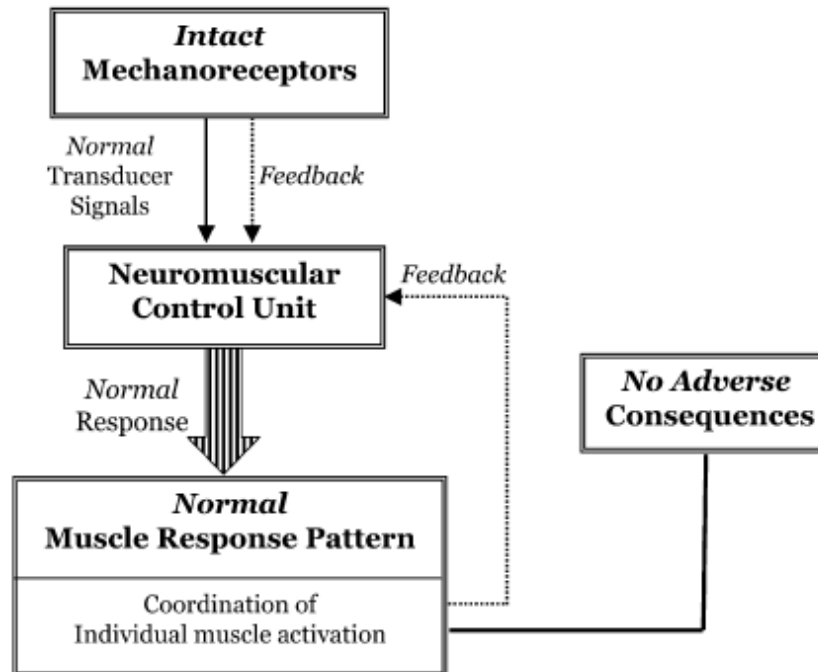 Intact
Mechanoreceptors
Normal
Transducer
Signals
Feedback
Neuromuscular
Control Unit
Feedback
Normal
Response
No Adverse
Consequences
Normal
Muscle Response Pattern
Coordination of
Individual muscle activation